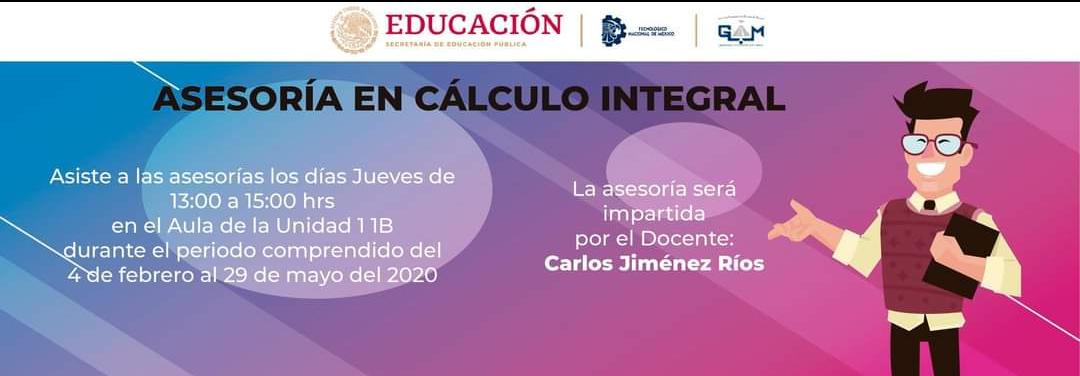 EDUCACIÓN
SECRETARÍA DE EDUCACIÓN PÚBLICA
TECNOLÓGICO
NACIONAL DE MÉXICO
ASESORÍA EN CÁLCULO INTEGRAL
Asiste a las asesorías los días Jueves de
13:00 a 15:00 hrs
en el Aula de la Unidad 1 1B
durante el periodo comprendido del
4 de febrero al 29 de mayo del 2020
La asesoría será
impartida
por el Docente:
Carlos Jiménez Ríos